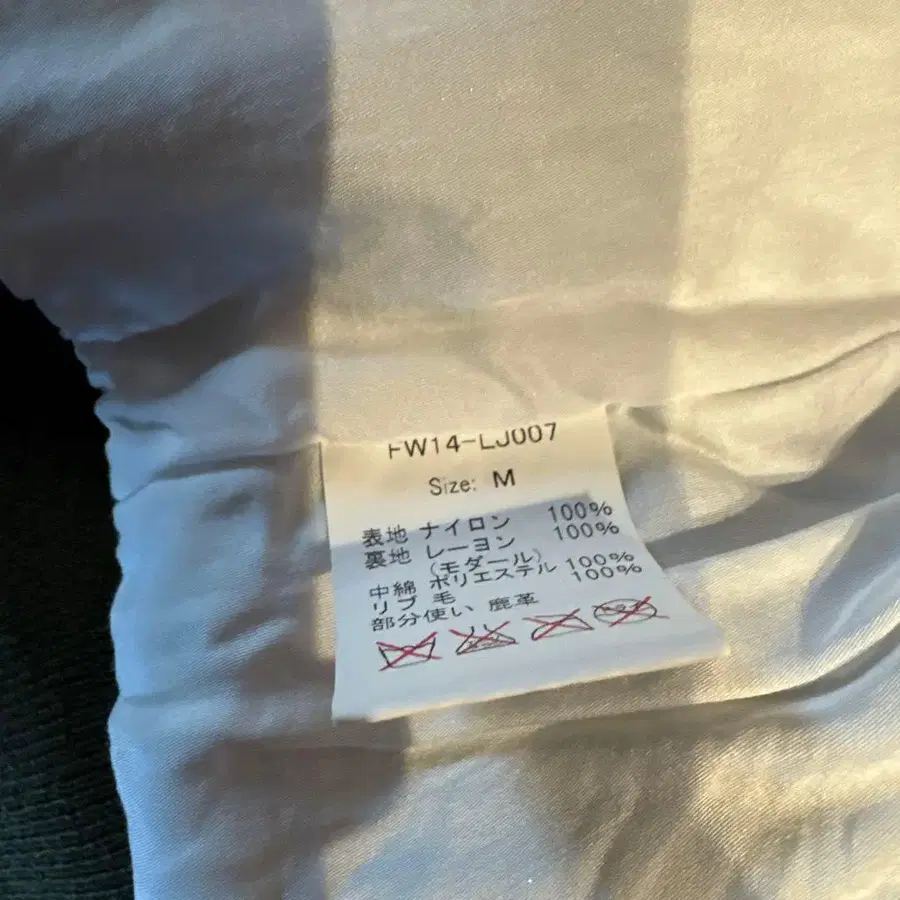 FW14-LJ007
Size: M
表地 ナイロン 100%
裏地 レーヨン 100%
(モダール)
中綿 ポリエステル 100%
リブ 毛 100%
部分使い 鹿革